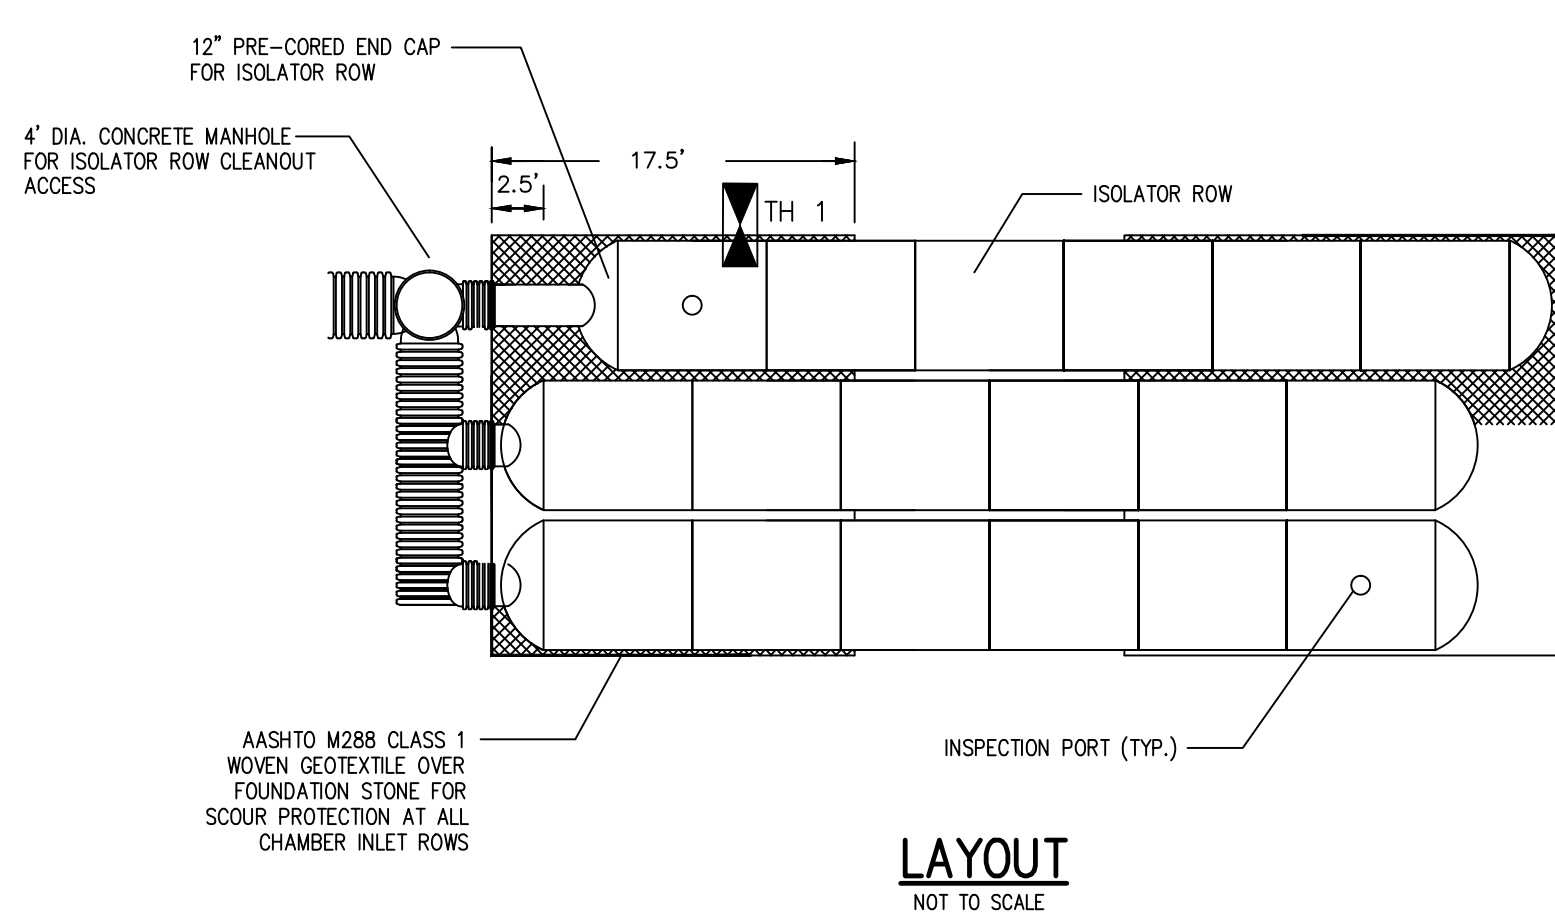 12" PRE-CORED END CAP
FOR ISOLATOR ROW
4' DIA. CONCRETE MANHOLE
FOR ISOLATOR ROW CLEANOUT
ACCESS
17.5'
2.5'
TH 1
ISOLATOR ROW
AASHTO M288 CLASS 1
WOVEN GEOTEXTILE OVER
FOUNDATION STONE FOR
SCOUR PROTECTION AT ALL
CHAMBER INLET ROWS
INSPECTION PORT (TYP.)
LAYOUT
NOT TO SCALE